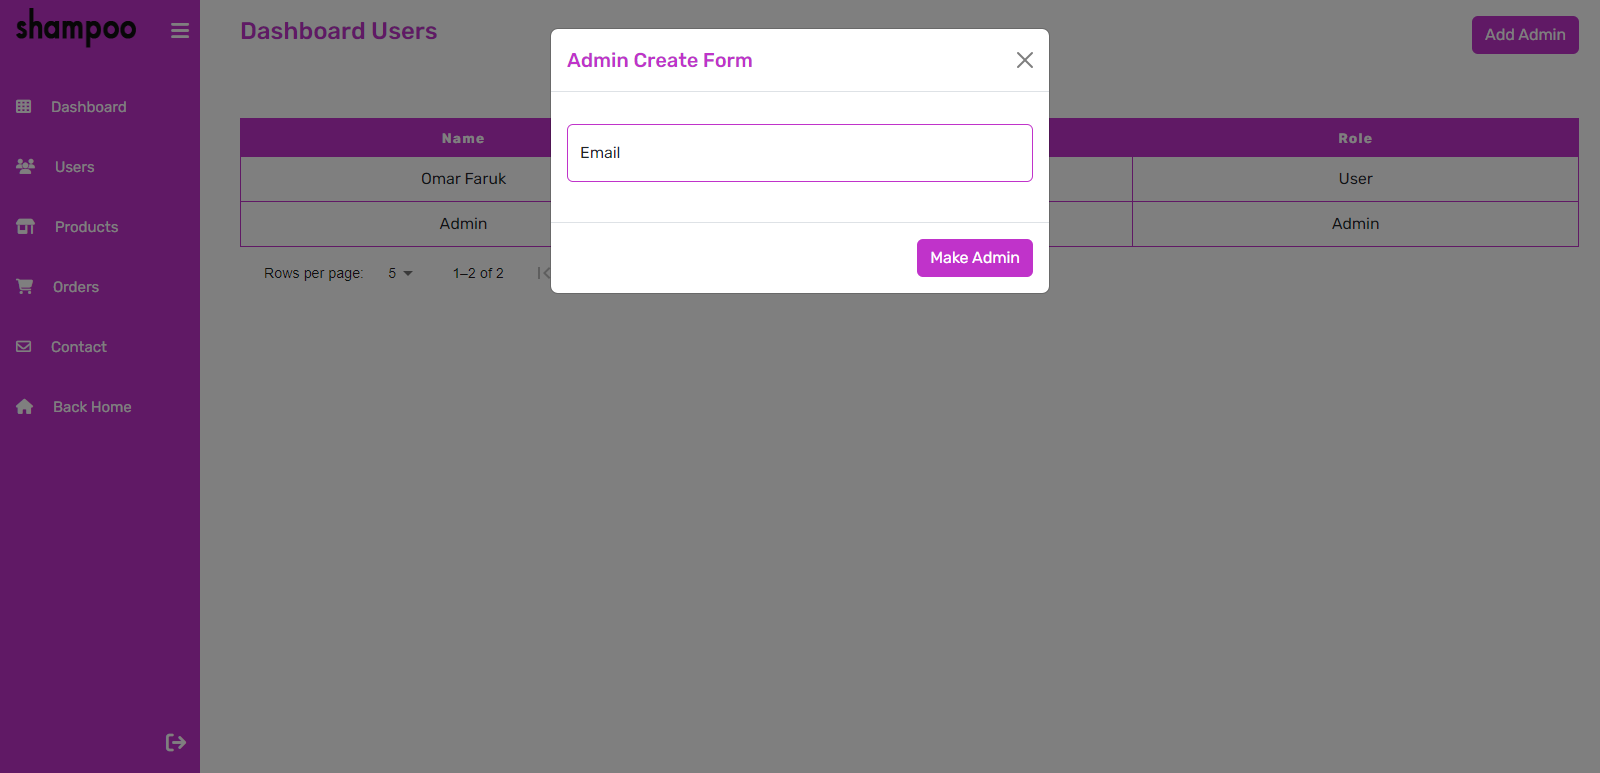 shampoo
Dashboard
Users
Products
Orders
Contact
Back Home
Dashboard Users
Add Admin
Name
Role
Omar Faruk
User
Admin
Admin
Rows per page: 5
1–2 of 2
Admin Create Form
Email
Make Admin